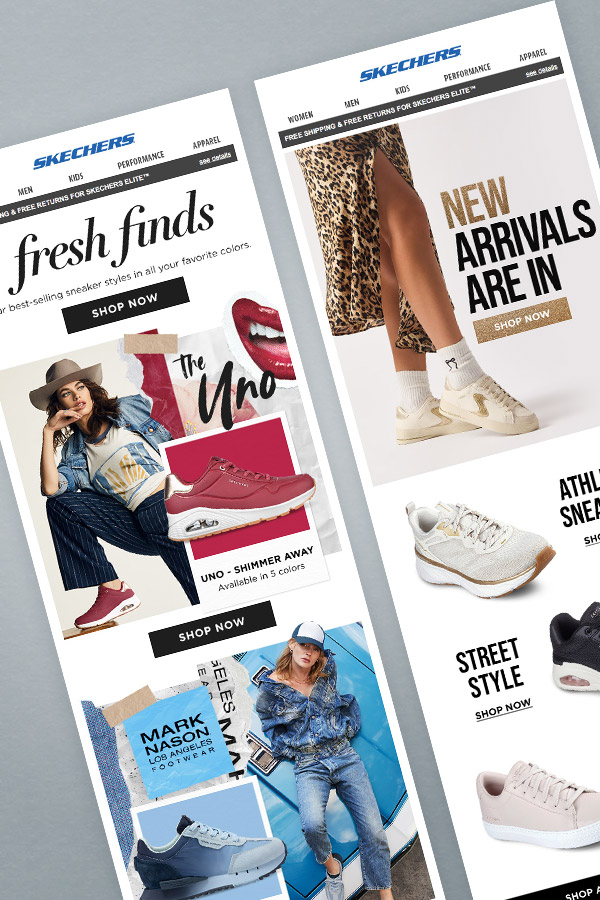 SKECHERS
MEN KIDS PERFORMANCE APPAREL
& FREE RETURNS FOR SKECHERS ELITE™ see details
fresh finds
best-selling sneaker styles in all your favorite colors.
SHOP NOW
The
Uno
UNO - SHIMMER AWAY
Available in 5 colors
SHOP NOW
MARK
NASON
LOS ANGELES
FOOTWEAR
SKECHERS
WOMEN MEN KIDS PERFORMANCE APPAREL
FREE SHIPPING & FREE RETURNS FOR SKECHERS ELITE™ see details
NEW
ARRIVALS
ARE IN
SHOP NOW
STREET
STYLE
SHOP NOW
SHOP